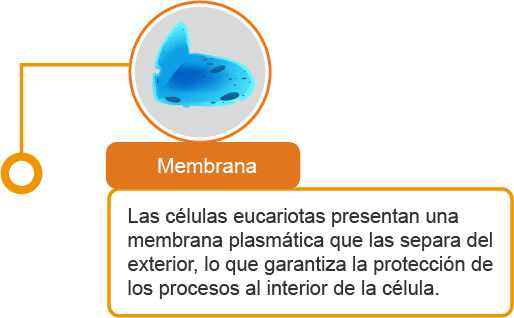 Membrana
Las células eucariotas presentan una
membrana plasmática que las separa del
exterior, lo que garantiza la protección de
los procesos al interior de la célula.